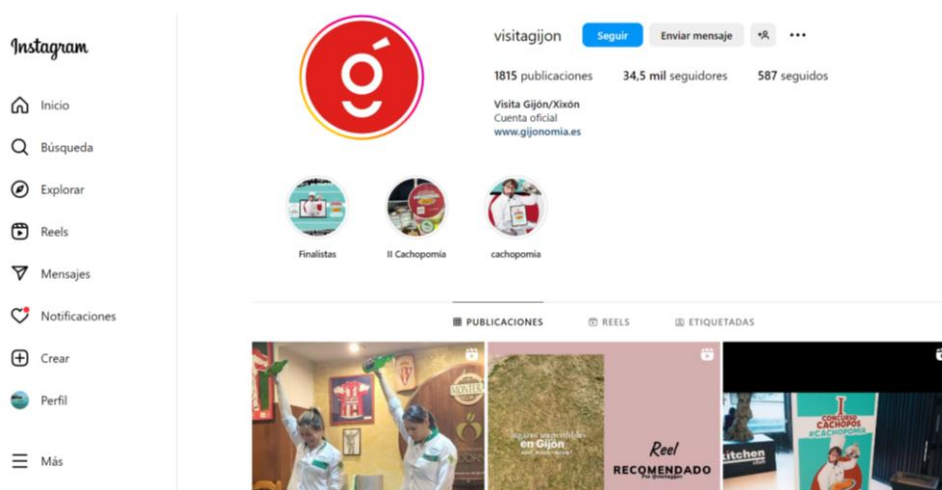 Instagram
Inicio
Búsqueda
Explorar
Reels
Mensajes
Notificaciones
Crear
Perfil
Más
visitagijon Seguir Enviar mensaje
1815 publicaciones 34,5 mil seguidores 587 seguidos
Visita Gijón/Xixón
Cuenta oficial
www.gijonomia.es
Finalistas II Cachopomia cachopomia
PUBLICACIONES REELS ETIQUETADAS
en Gijón
Reel
RECOMENDADO
I
CONCURSO
CACHOPOS
#CACHOPOMIA
kitchen